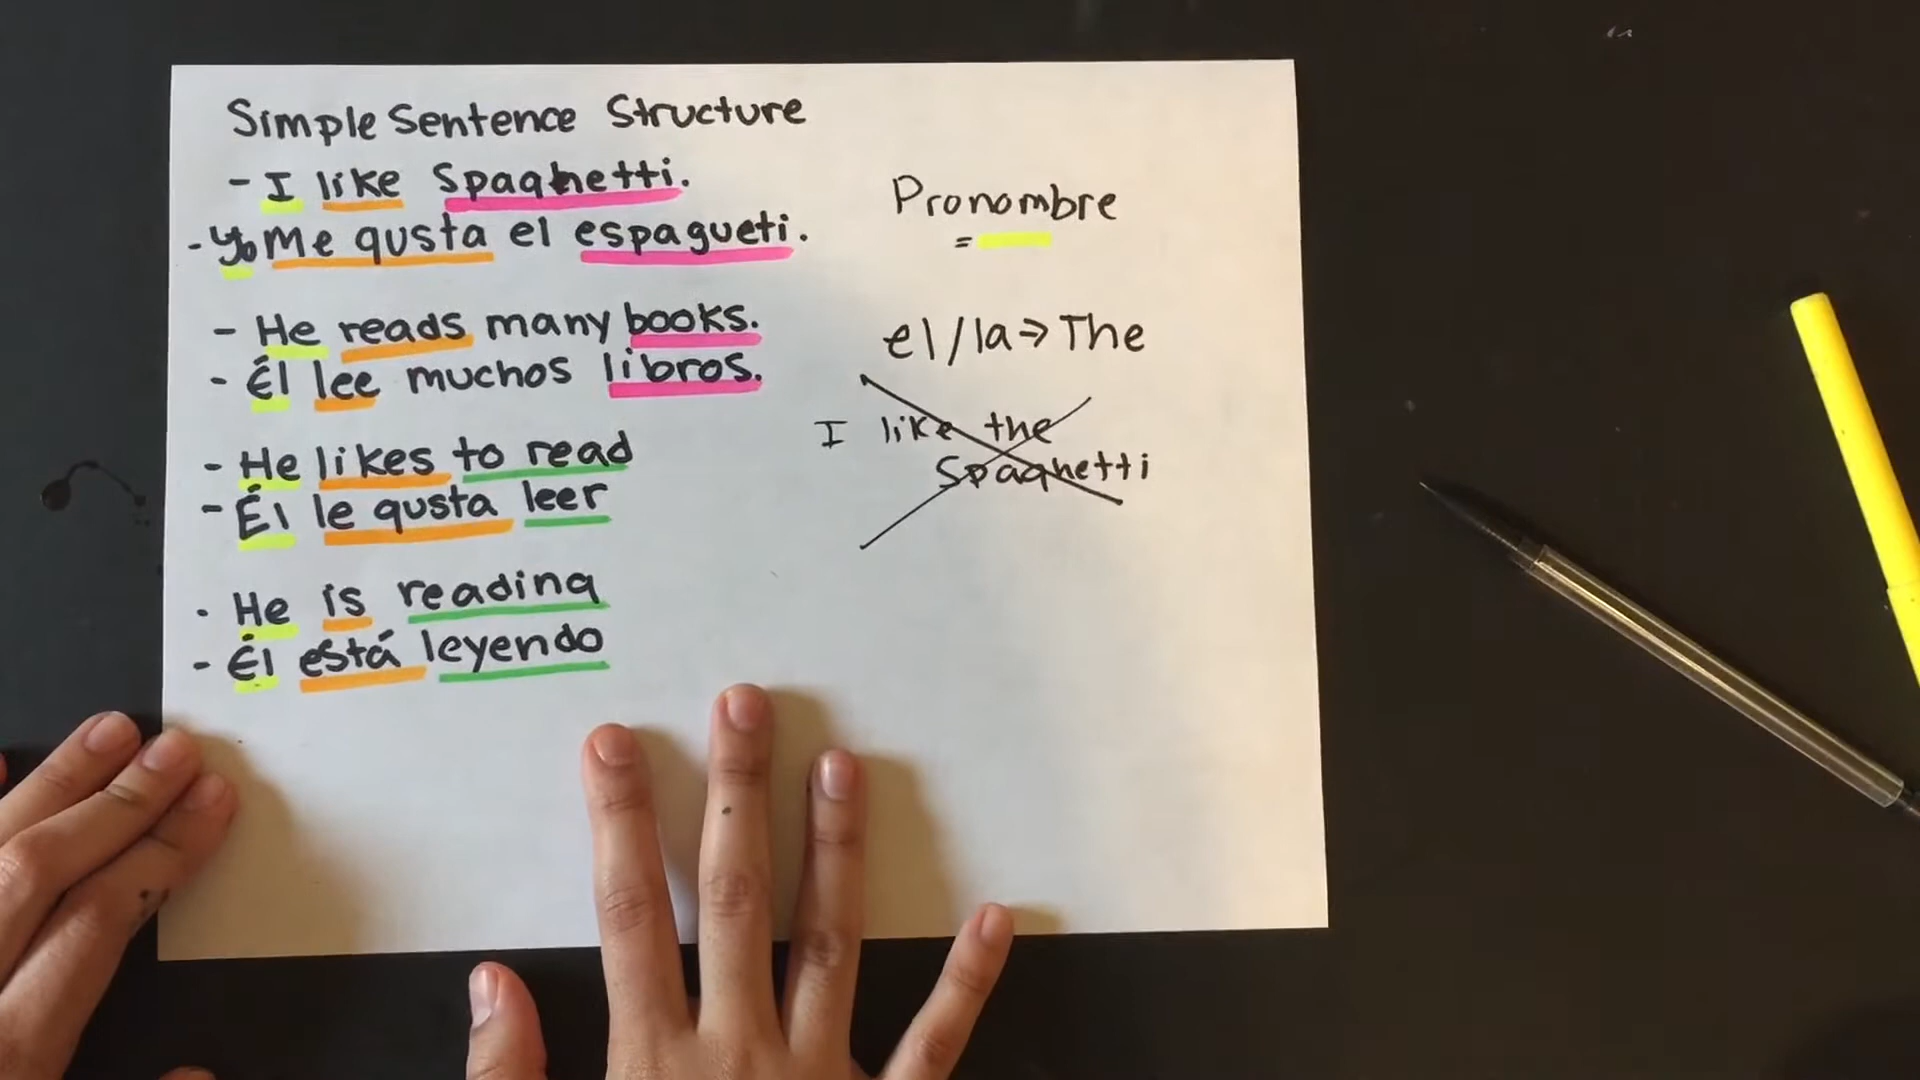 Simple Sentence Structure
- I like Spaghetti.
- Yo Me gusta el espagueti.
- He reads many books.
- Él lee muchos libros.
- He likes to read
- Él le gusta leer
- He is reading
- Él está leyendo
Pronombre
=
el/la ⇒ The
I like the
Spaghetti